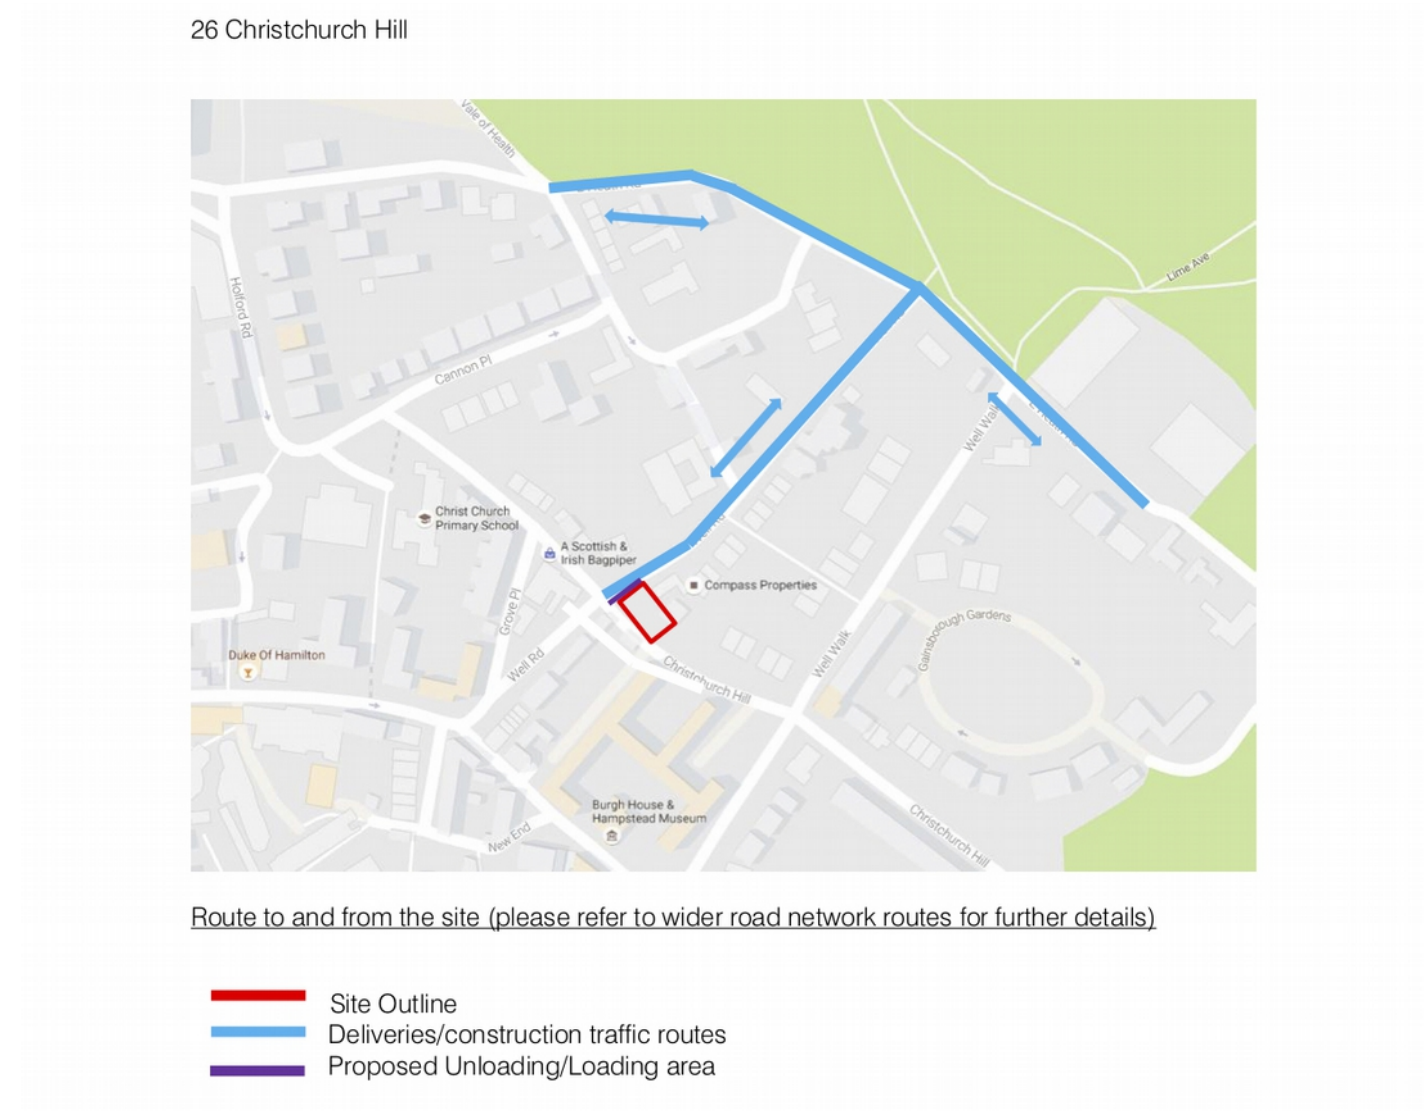 26 Christchurch Hill
Vale of Health
Lime Ave
Holford Rd
Cannon Pl
Well Walk
Christ Church
Primary School
A Scottish &
Irish Bagpiper
Compass Properties
Grove Pl
Gainsborough Gardens
Duke Of Hamilton
Well Rd
Well Walk
Christchurch Hill
Burgh House &
Hampstead Museum
New End
Christchurch Hill
Route to and from the site (please refer to wider road network routes for further details)
Site Outline
Deliveries/construction traffic routes
Proposed Unloading/Loading area